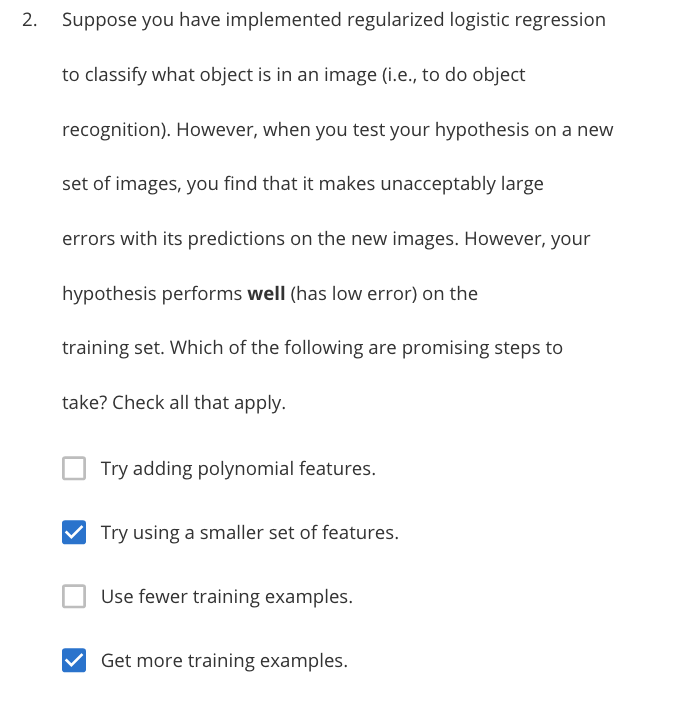 2. Suppose you have implemented regularized logistic regression
to classify what object is in an image (i.e., to do object
recognition). However, when you test your hypothesis on a new
set of images, you find that it makes unacceptably large
errors with its predictions on the new images. However, your
hypothesis performs well (has low error) on the
training set. Which of the following are promising steps to
take? Check all that apply.
Try adding polynomial features.
Try using a smaller set of features.
Use fewer training examples.
Get more training examples.